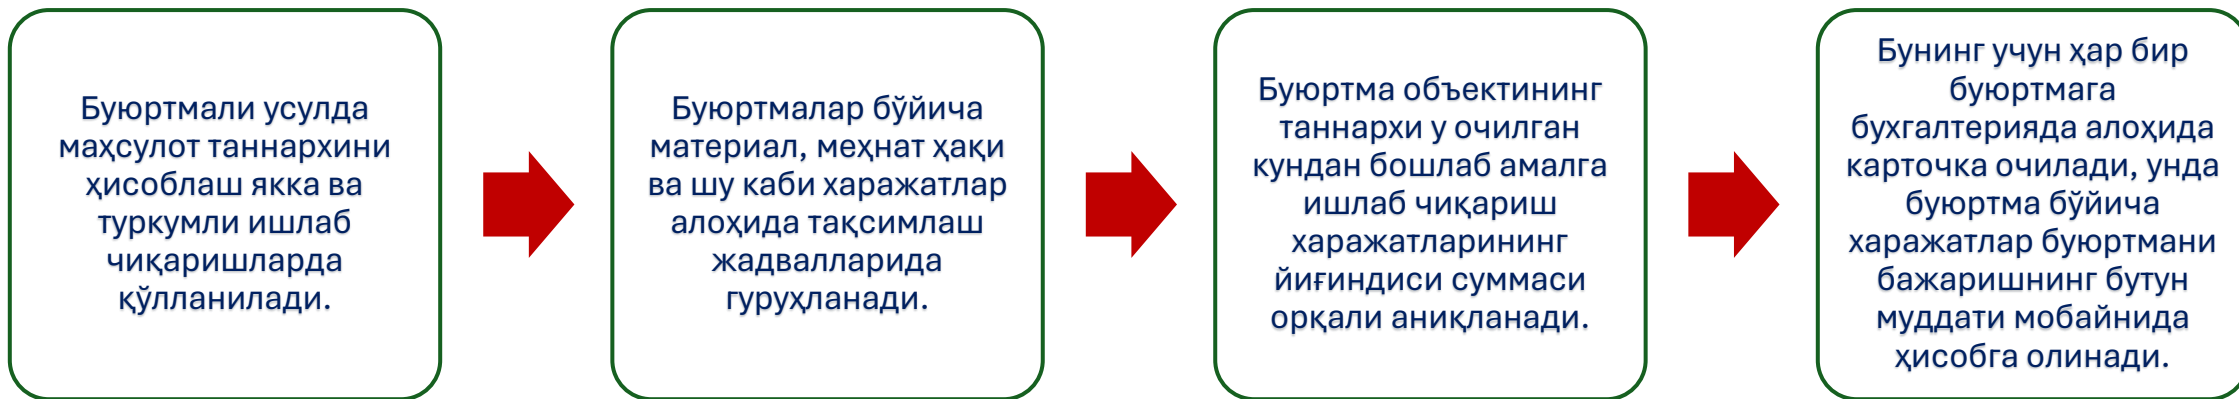 Буюртмали усулда
маҳсулот таннархини
ҳисоблаш якка ва
туркумли ишлаб
чиқаришларда
қўлланилади.
Буюртмалар бўйича
материал, меҳнат ҳақи
ва шу каби харажатлар
алоҳида тақсимлаш
жадвалларида
гуруҳланади.
Буюртма объектининг
таннархи у очилган
кундан бошлаб амалга
ишлаб чиқариш
харажатларининг
йиғиндиси суммаси
орқали аниқланади.
Бунинг учун ҳар бир
буюртмага
бухгалтерияда алоҳида
карточка очилади, унда
буюртма бўйича
харажатлар буюртмани
бажаришнинг бутун
муддати мобайнида
ҳисобга олинади.